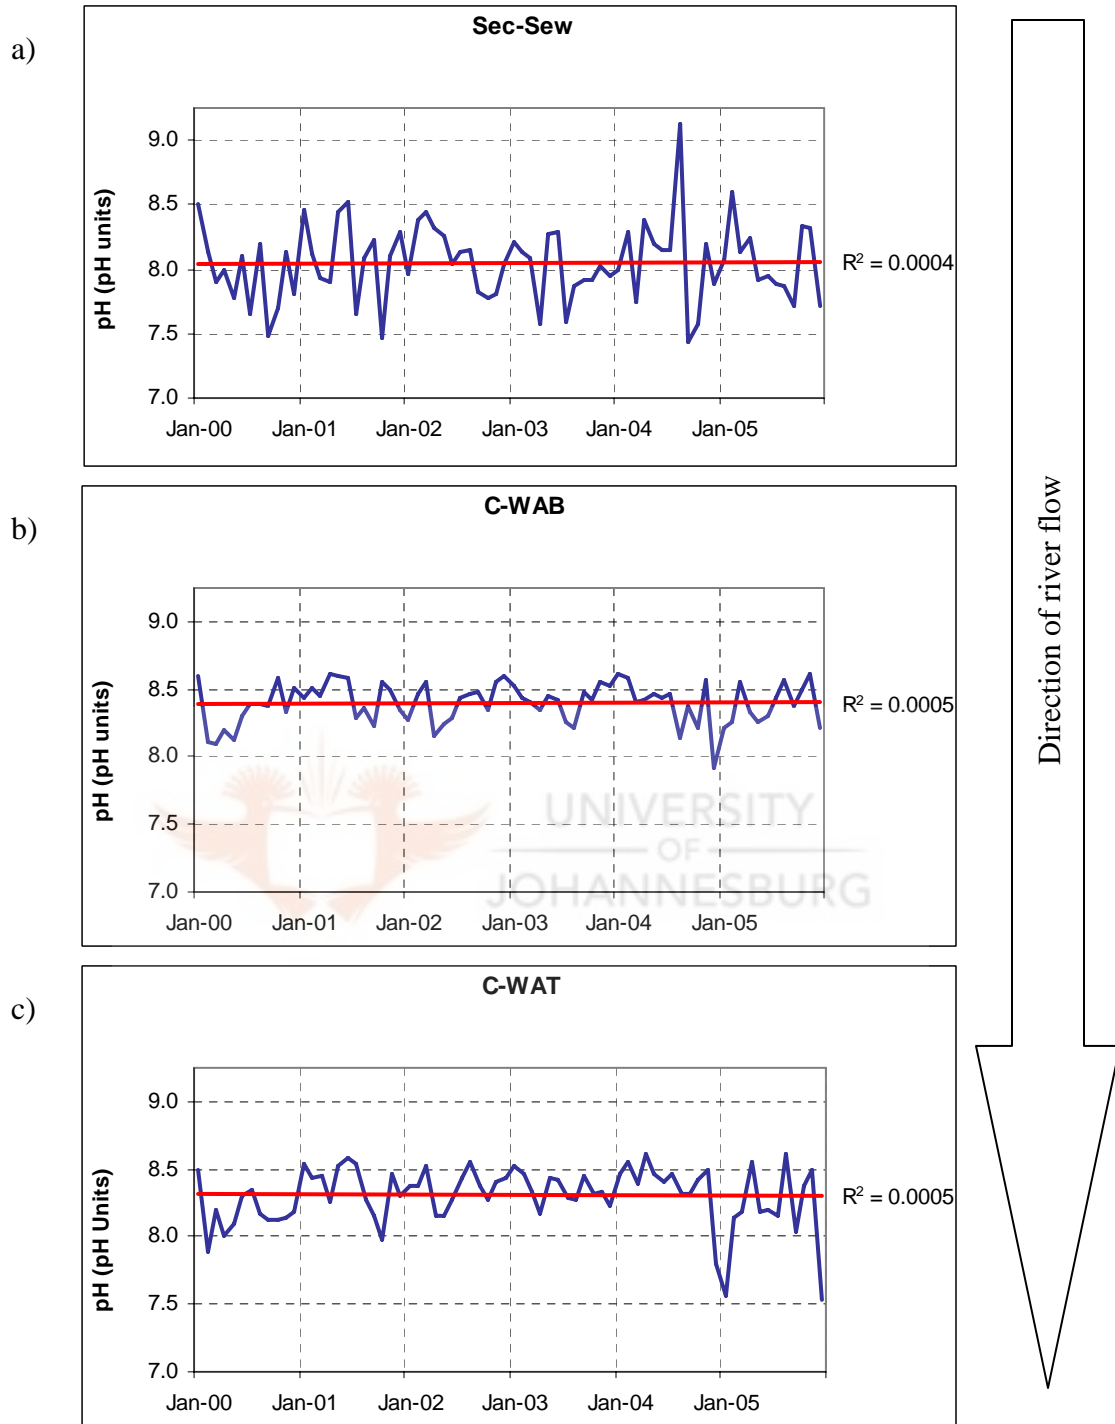 a)
Sec-Sew
pH (pH units)
9.0
8.5
8.0
7.5
7.0
Jan-00 Jan-01 Jan-02 Jan-03 Jan-04 Jan-05
R² = 0.0004
b)
C-WAB
pH (pH units)
9.0
8.5
8.0
7.5
7.0
Jan-00 Jan-01 Jan-02 Jan-03 Jan-04 Jan-05
R² = 0.0005
UNIVERSITY
OF
JOHANNESBURG
c)
C-WAT
pH (pH Units)
9.0
8.5
8.0
7.5
7.0
Jan-00 Jan-01 Jan-02 Jan-03 Jan-04 Jan-05
R² = 0.0005
Direction of river flow